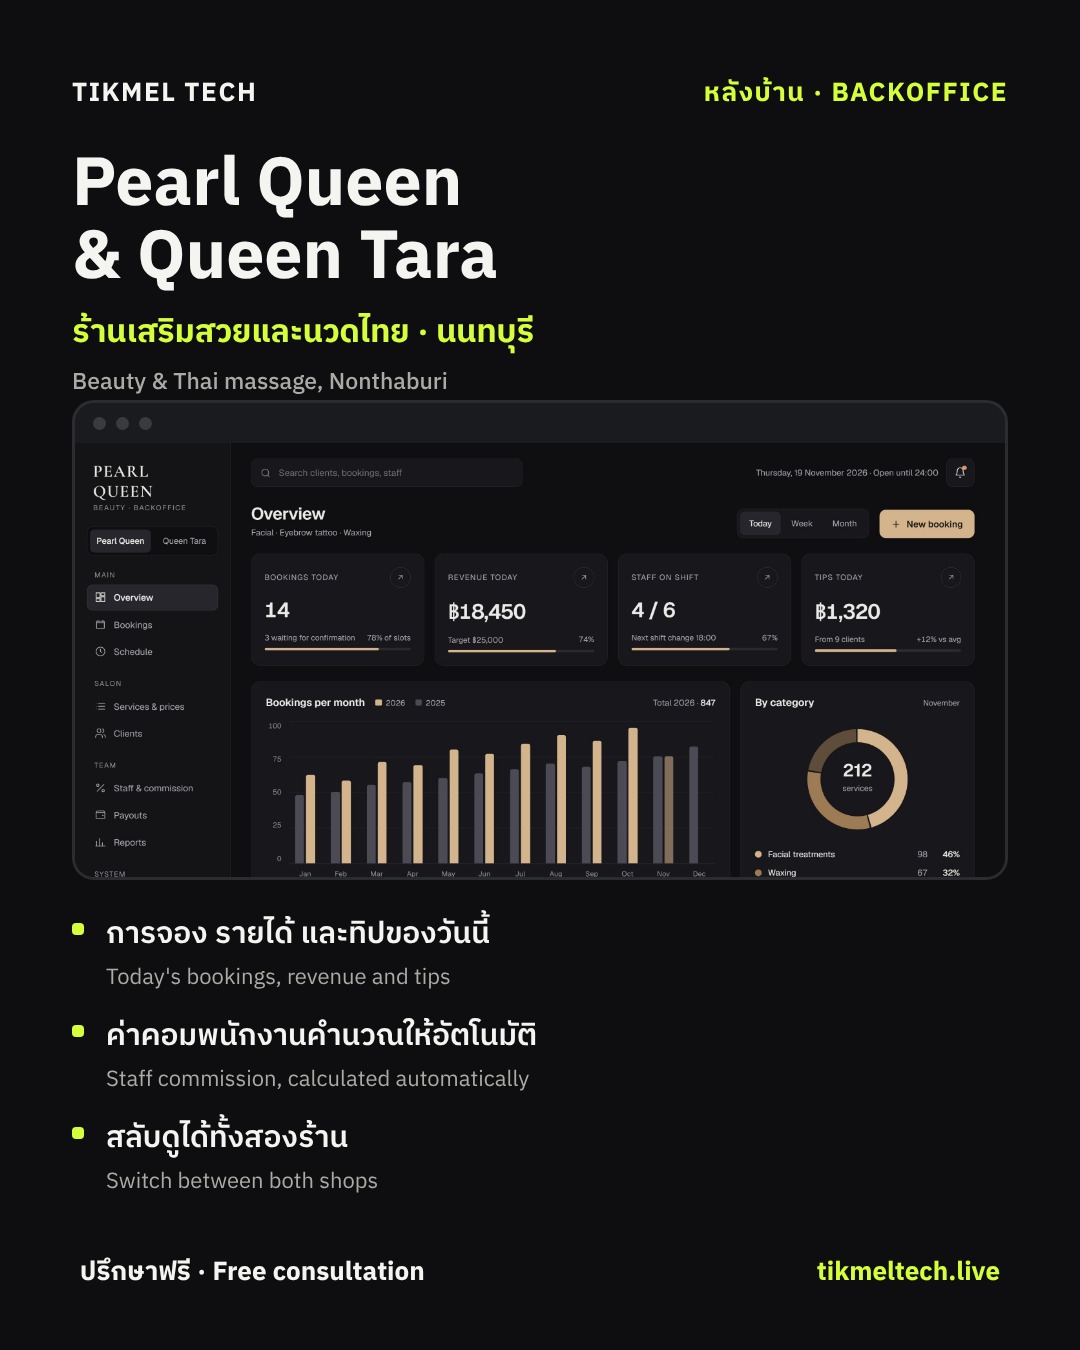 TIKMEL TECH
หลังบ้าน · BACKOFFICE
Pearl Queen
& Queen Tara
ร้านเสริมสวยและนวดไทย · นนทบุรี
Beauty & Thai massage, Nonthaburi
PEARL
QUEEN
BEAUTY · BACKOFFICE
Pearl Queen Queen Tara
MAIN
Overview
Bookings
Schedule
SALON
Services & prices
Clients
TEAM
Staff & commission
Payouts
Reports
SYSTEM
Search clients, bookings, staff
Thursday, 19 November 2026 · Open until 24:00
Overview
Facial · Eyebrow tattoo · Waxing
Today Week Month
+ New booking
BOOKINGS TODAY
14
3 waiting for confirmation 78% of slots
REVENUE TODAY
฿18,450
Target ฿25,000 74%
STAFF ON SHIFT
4 / 6
Next shift change 18:00 67%
TIPS TODAY
฿1,320
From 9 clients +12% vs avg
Bookings per month 2026 2025 Total 2026 · 847
100
75
50
25
0
Jan Feb Mar Apr May Jun Jul Aug Sep Oct Nov Dec
By category November
212
services
Facial treatments 98 46%
Waxing 67 32%
การจอง รายได้ และทิปของวันนี้
Today's bookings, revenue and tips
ค่าคอมพนักงานคำนวณให้อัตโนมัติ
Staff commission, calculated automatically
สลับดูได้ทั้งสองร้าน
Switch between both shops
ปรึกษาฟรี · Free consultation
tikmeltech.live